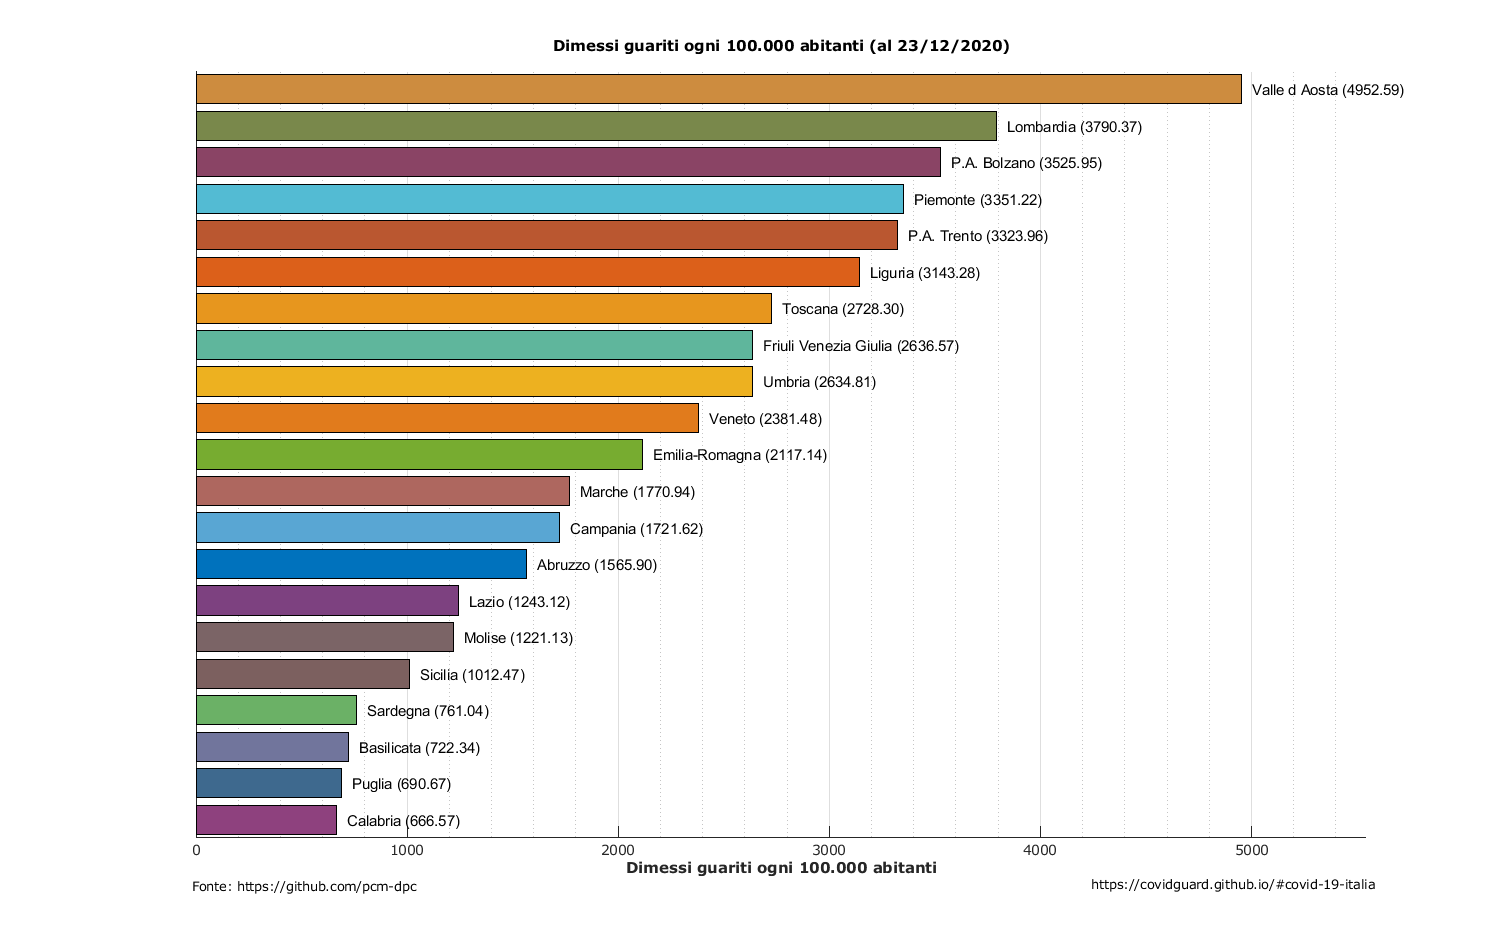 Dimessi guariti ogni 100.000 abitanti (al 23/12/2020)
Valle d Aosta (4952.59)
Lombardia (3790.37)
P.A. Bolzano (3525.95)
Piemonte (3351.22)
P.A. Trento (3323.96)
Liguria (3143.28)
Toscana (2728.30)
Friuli Venezia Giulia (2636.57)
Umbria (2634.81)
Veneto (2381.48)
Emilia-Romagna (2117.14)
Marche (1770.94)
Campania (1721.62)
Abruzzo (1565.90)
Lazio (1243.12)
Molise (1221.13)
Sicilia (1012.47)
Sardegna (761.04)
Basilicata (722.34)
Puglia (690.67)
Calabria (666.57)
0 1000 2000 3000 4000 5000
Dimessi guariti ogni 100.000 abitanti
Fonte: https://github.com/pcm-dpc
https://covidguard.github.io/#covid-19-italia